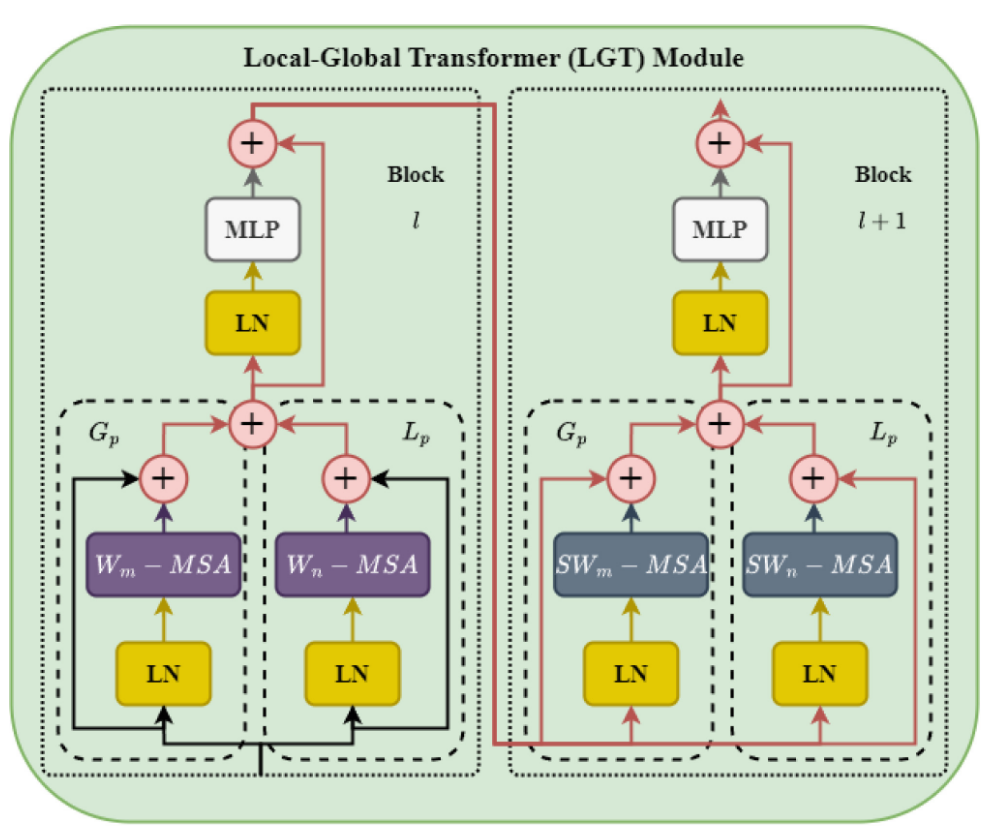 Local-Global Transformer (LGT) Module
+
Block
l
MLP
LN
+
G_p
L_p
+
+
W_m − MSA
W_n − MSA
LN
LN
+
Block
l + 1
MLP
LN
+
G_p
L_p
+
+
SW_m − MSA
SW_n − MSA
LN
LN